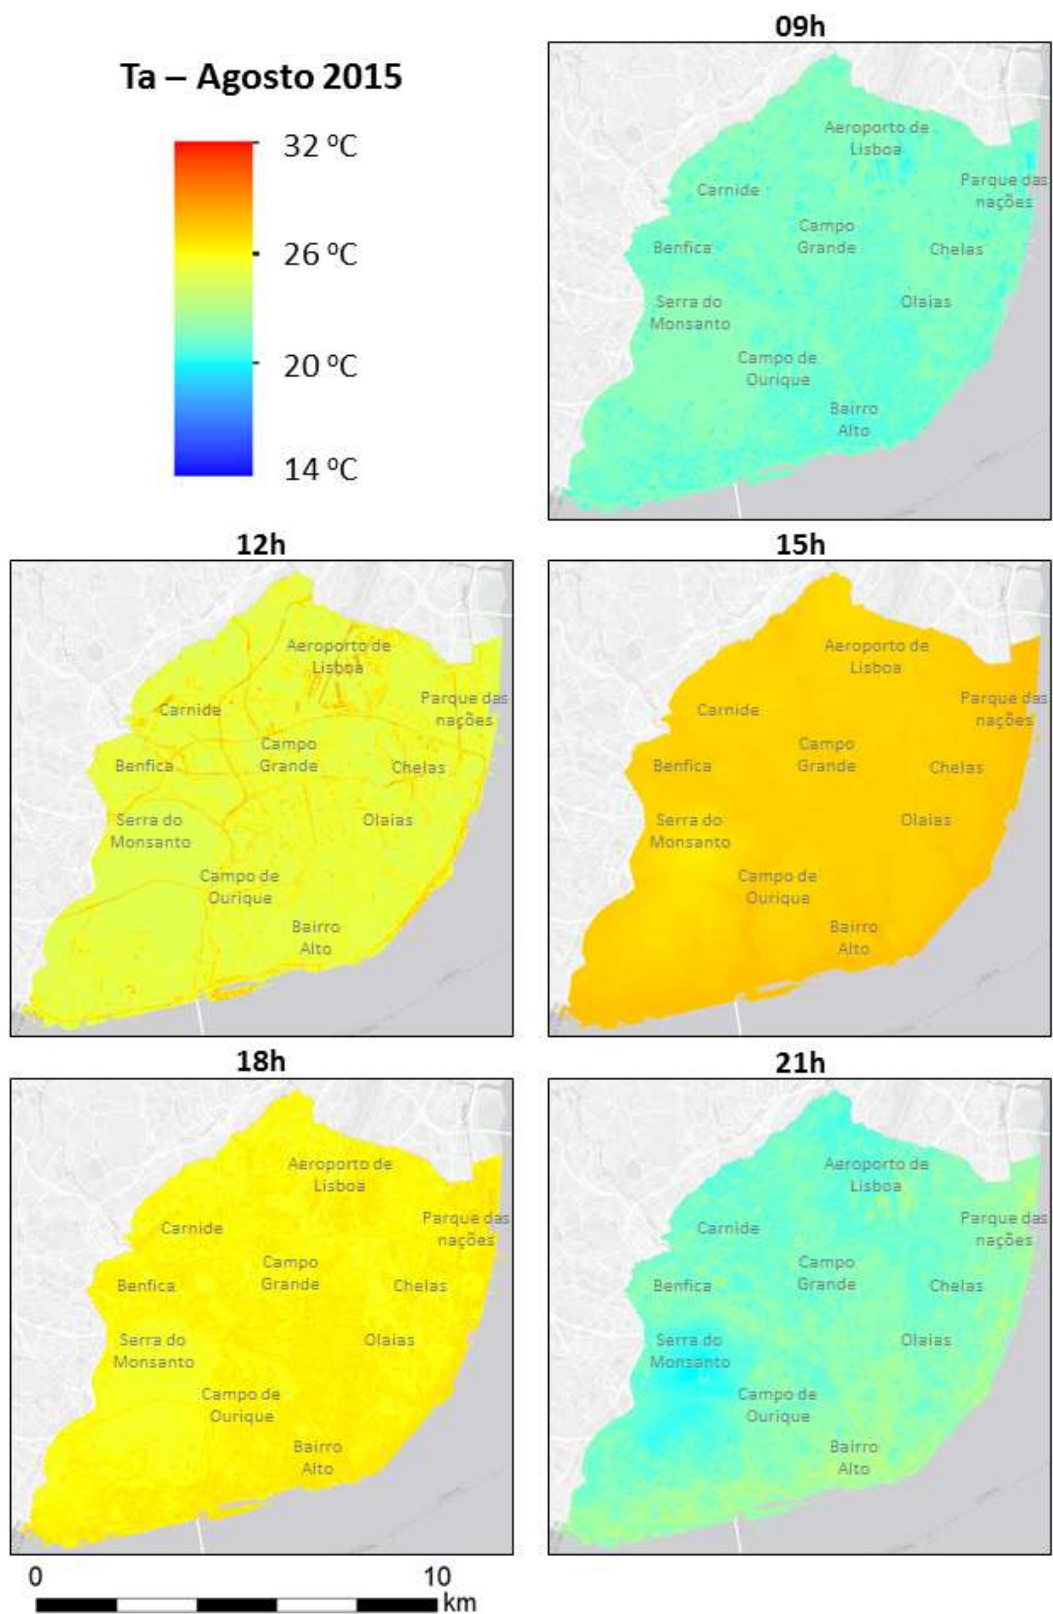 Ta – Agosto 2015
32 ºC
26 ºC
20 ºC
14 ºC
09h
Aeroporto de
Lisboa
Carnide
Parque das
nações
Campo
Grande
Benfica
Chelas
Serra do
Monsanto
Olaias
Campo de
Ourique
Bairro
Alto
12h
Aeroporto de
Lisboa
Carnide
Parque das
nações
Campo
Grande
Benfica
Chelas
Serra do
Monsanto
Olaias
Campo de
Ourique
Bairro
Alto
15h
Aeroporto de
Lisboa
Carnide
Parque das
nações
Campo
Grande
Benfica
Chelas
Serra do
Monsanto
Olaias
Campo de
Ourique
Bairro
Alto
18h
Aeroporto de
Lisboa
Carnide
Parque das
nações
Campo
Grande
Benfica
Chelas
Serra do
Monsanto
Olaias
Campo de
Ourique
Bairro
Alto
21h
Aeroporto de
Lisboa
Carnide
Parque das
nações
Campo
Grande
Benfica
Chelas
Serra do
Monsanto
Olaias
Campo de
Ourique
Bairro
Alto
0 10
km